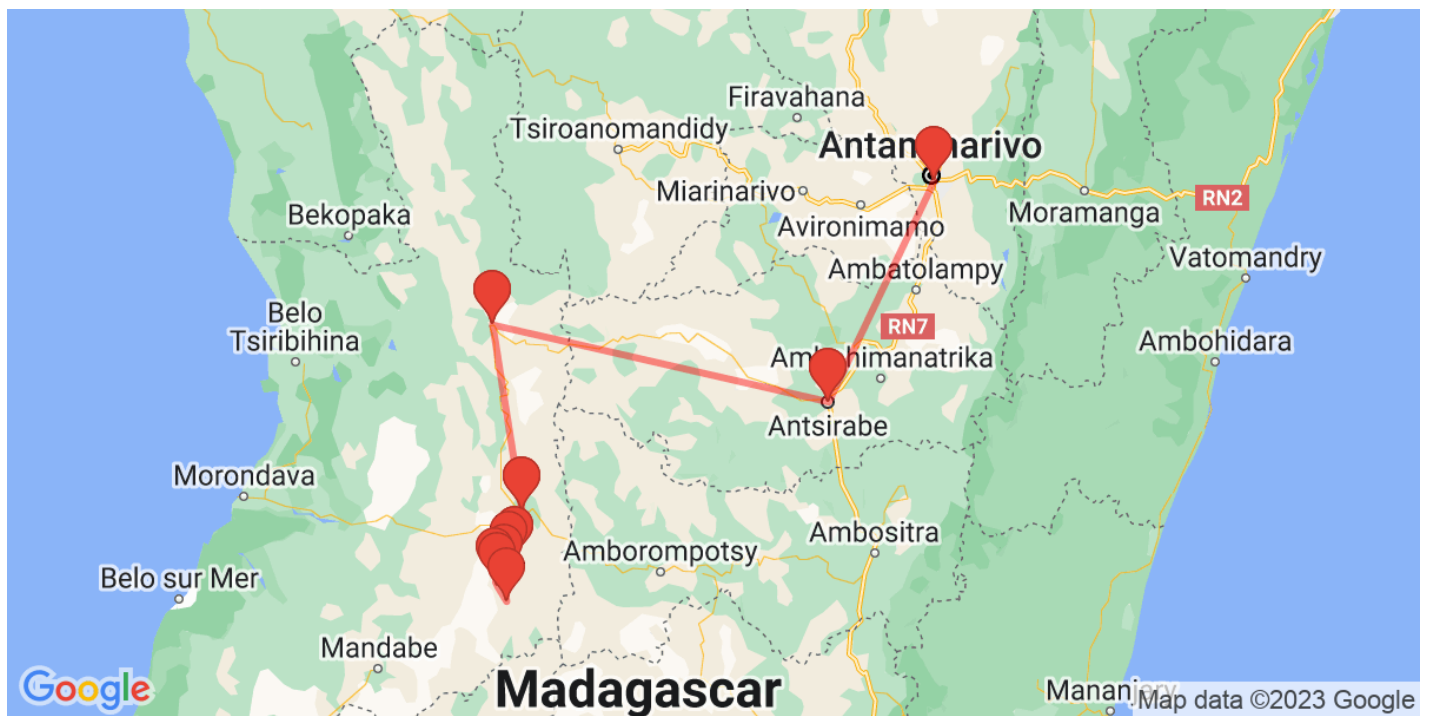 Firavahana
Tsiroanomandidy
Antananarivo
Miarinarivo
Moramanga
RN2
Bekopaka
Avironimamo
Vatomandry
Ambatolampy
Belo
Tsiribihina
RN7
Ambohimanatrika
Ambohidara
Antsirabe
Morondava
Ambositra
Amborompotsy
Belo sur Mer
Mandabe
Madagascar
Mananjary
Google
Map data ©2023 Google